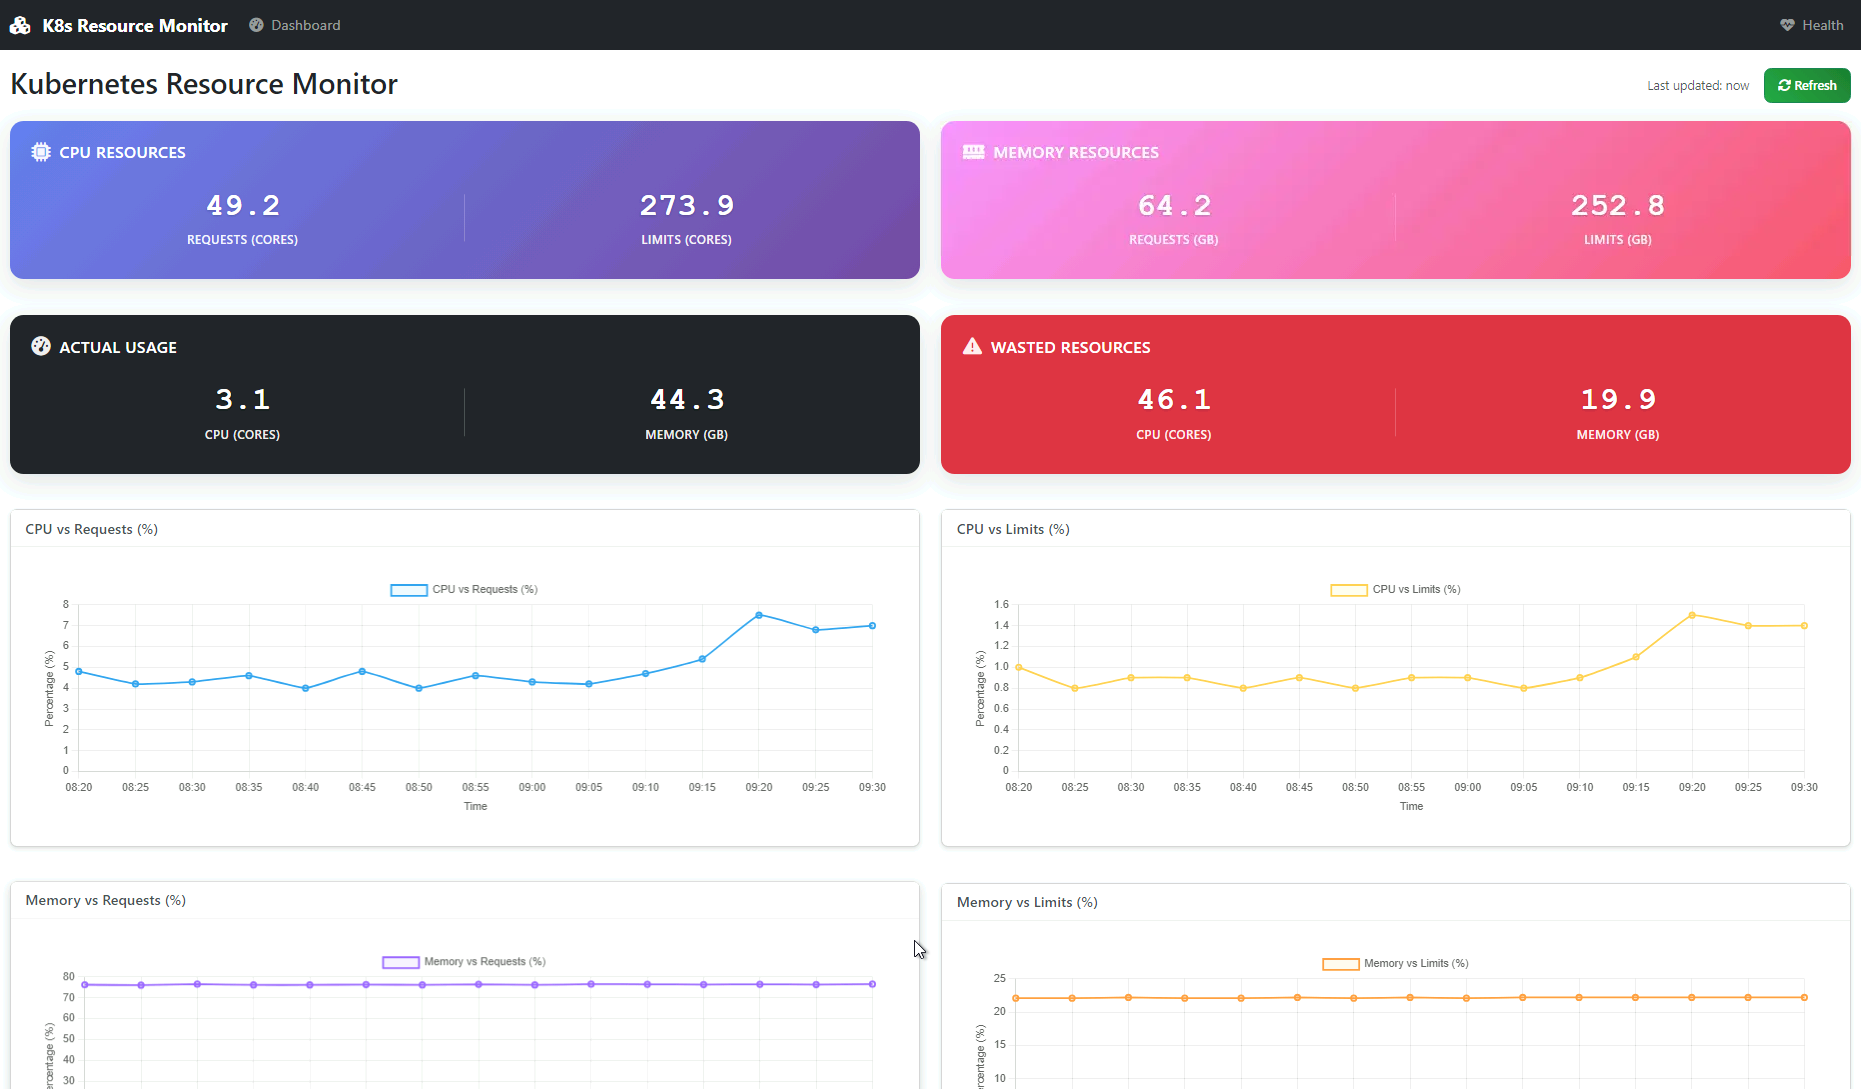 K8s Resource Monitor Dashboard Health
Kubernetes Resource Monitor
Last updated: now Refresh
CPU RESOURCES
49.2 273.9
REQUESTS (CORES) LIMITS (CORES)
MEMORY RESOURCES
64.2 252.8
REQUESTS (GB) LIMITS (GB)
ACTUAL USAGE
3.1 44.3
CPU (CORES) MEMORY (GB)
WASTED RESOURCES
46.1 19.9
CPU (CORES) MEMORY (GB)
CPU vs Requests (%)
CPU vs Requests (%)
8
7
6
5
4
3
2
1
0
Percentage (%)
08:20 08:25 08:30 08:35 08:40 08:45 08:50 08:55 09:00 09:05 09:10 09:15 09:20 09:25 09:30
Time
CPU vs Limits (%)
CPU vs Limits (%)
1.6
1.4
1.2
1.0
0.8
0.6
0.4
0.2
0
Percentage (%)
08:20 08:25 08:30 08:35 08:40 08:45 08:50 08:55 09:00 09:05 09:10 09:15 09:20 09:25 09:30
Time
Memory vs Requests (%)
Memory vs Requests (%)
80
70
60
50
40
30
ercentage (%)
Memory vs Limits (%)
Memory vs Limits (%)
25
20
15
10
ercentage (%)